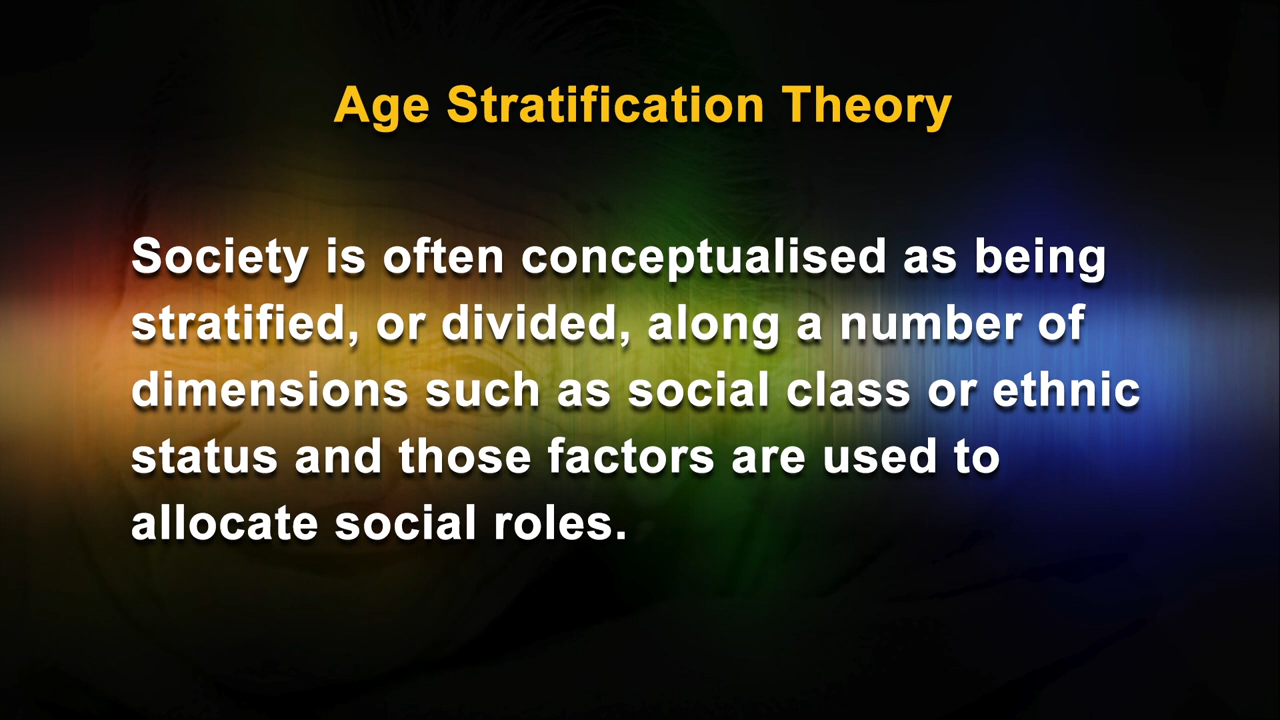 Age Stratification Theory
Society is often conceptualised as being
stratified, or divided, along a number of
dimensions such as social class or ethnic
status and those factors are used to
allocate social roles.